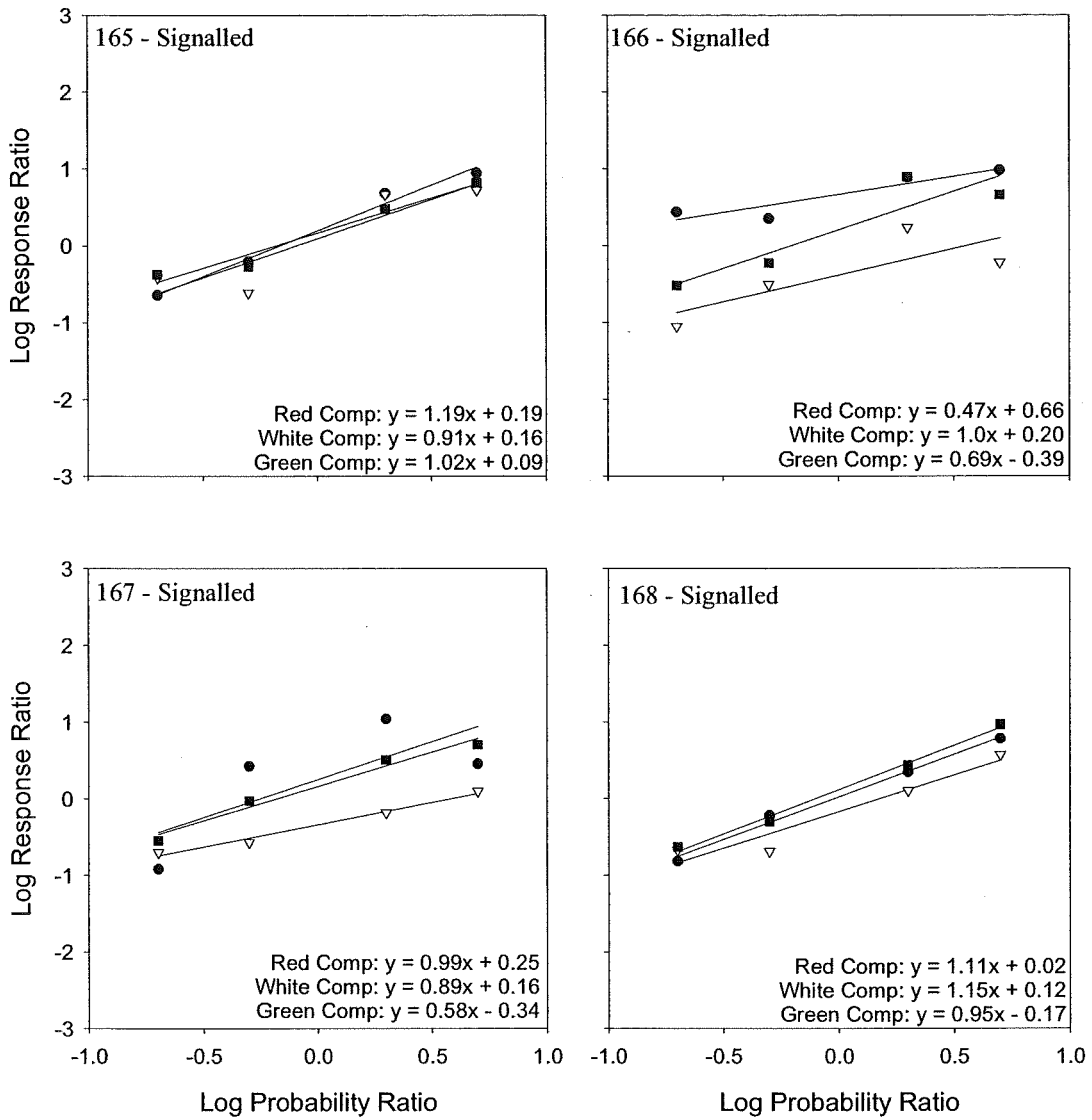 165 - Signalled
166 - Signalled
3
2
1
0
-1
-2
-3
Log Response Ratio
Red Comp: y = 1.19x + 0.19
White Comp: y = 0.91x + 0.16
Green Comp: y = 1.02x + 0.09
Red Comp: y = 0.47x + 0.66
White Comp: y = 1.0x + 0.20
Green Comp: y = 0.69x - 0.39
167 - Signalled
168 - Signalled
3
2
1
0
-1
-2
-3
Log Response Ratio
Red Comp: y = 0.99x + 0.25
White Comp: y = 0.89x + 0.16
Green Comp: y = 0.58x - 0.34
Red Comp: y = 1.11x + 0.02
White Comp: y = 1.15x + 0.12
Green Comp: y = 0.95x - 0.17
-1.0 -0.5 0.0 0.5 1.0
-1.0 -0.5 0.0 0.5 1.0
Log Probability Ratio
Log Probability Ratio